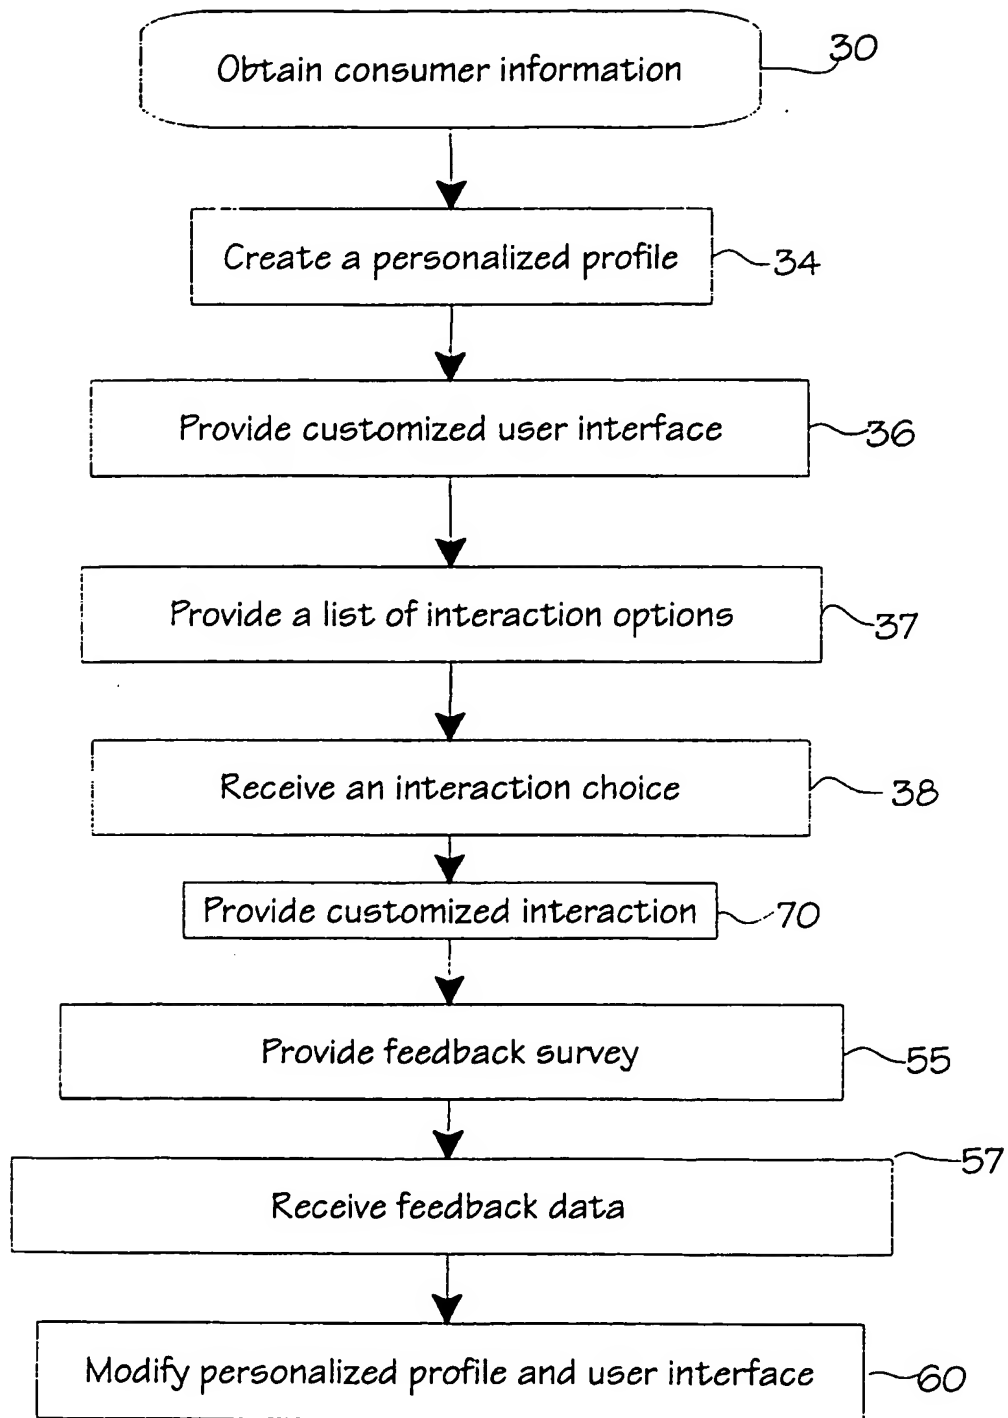 Obtain consumer information
30
Create a personalized profile
34
Provide customized user interface
36
Provide a list of interaction options
37
Receive an interaction choice
38
Provide customized interaction
70
Provide feedback survey
55
57
Receive feedback data
Modify personalized profile and user interface
60